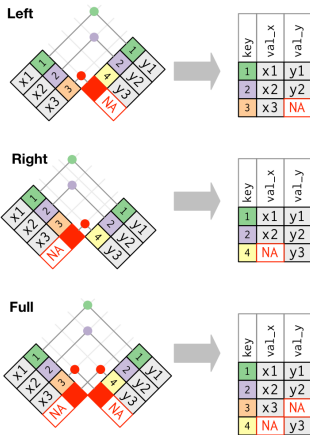 Left
1 x1
2 x2
3 x3
1 y1
2 y2
4 y3
NA
key val_x val_y
1 x1 y1
2 x2 y2
3 x3 NA
Right
1 x1
2 x2
3 x3
NA
1 y1
2 y2
4 y3
key val_x val_y
1 x1 y1
2 x2 y2
4 NA y3
Full
1 x1
2 x2
3 x3
NA
1 y1
2 y2
4 y3
NA
key val_x val_y
1 x1 y1
2 x2 y2
3 x3 NA
4 NA y3